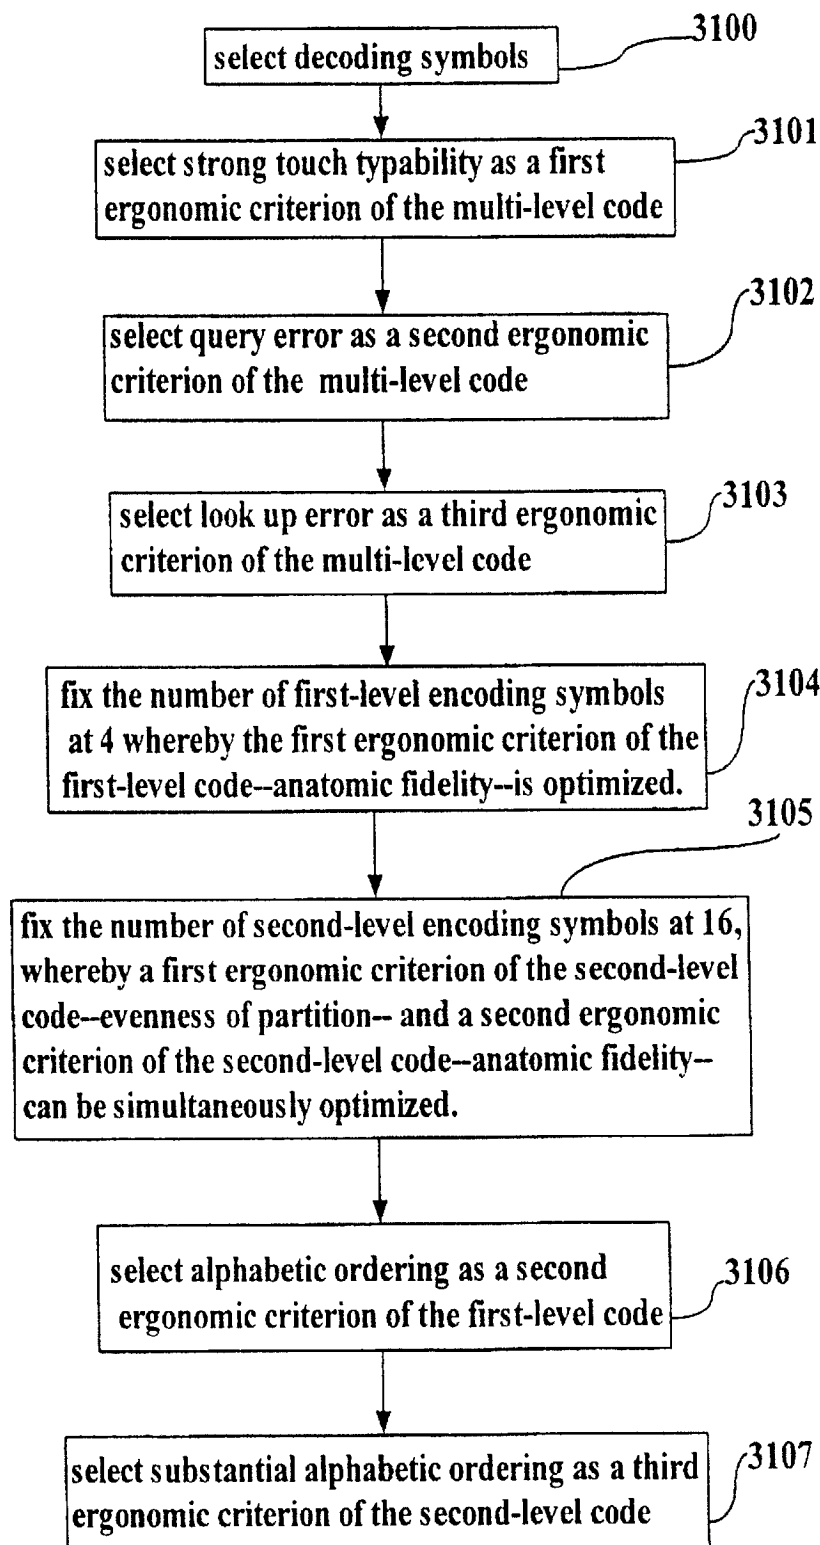 3100
select decoding symbols
3101
select strong touch typability as a first
ergonomic criterion of the multi-level code
3102
select query error as a second ergonomic
criterion of the multi-level code
3103
select look up error as a third ergonomic
criterion of the multi-level code
3104
fix the number of first-level encoding symbols
at 4 whereby the first ergonomic criterion of the
first-level code--anatomic fidelity--is optimized.
3105
fix the number of second-level encoding symbols at 16,
whereby a first ergonomic criterion of the second-level
code--evenness of partition-- and a second ergonomic
criterion of the second-level code--anatomic fidelity--
can be simultaneously optimized.
3106
select alphabetic ordering as a second
ergonomic criterion of the first-level code
3107
select substantial alphabetic ordering as a third
ergonomic criterion of the second-level code